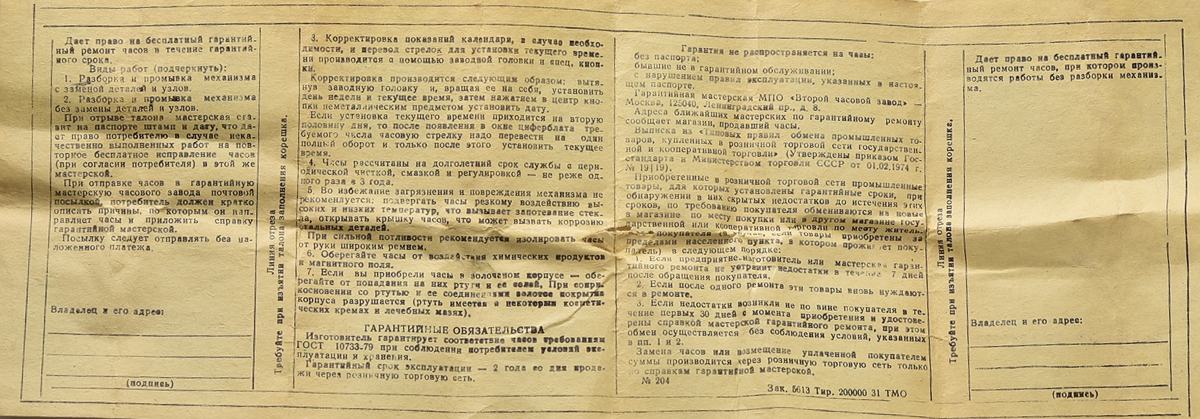 Дает право на бесплатный гарантий-
ный ремонт часов в течение гарантий-
ного срока.
Виды работ (подчеркнуть):
1. Разборка и промывка механизма
с заменой деталей и узлов.
2. Разборка и промывка механизма
без замены деталей и узлов.
При отрыве талона мастерская ста-
вит на паспорте штамп и дату, что да-
ет право потребителю в случае нека-
чественно выполненных работ на пов-
торное бесплатное исправление часов
(при согласии потребителя) в этой же
мастерской.
При отправке часов в гарантийную
мастерскую часового завода почтовой
посылкой, потребитель должен кратко
описать причины, по которым он нап-
равляет часы и приложить справку
гарантийной мастерской.
Посылку следует отправлять без на-
ложенного платежа.
Владелец и его адрес:
(подпись)
Линия отреза
Требуйте при изъятии талона заполнения корешка.
3. Корректировка показаний календаря, в случае необхо-
димости, и перевод стрелок для установки текущего време-
ни производится с помощью заводной головки и спец. кноп-
ки.
Корректировка производится следующим образом: вытя-
нув заводную головку и, вращая ее на себя, установить
день недели и текущее время, затем нажатием в центр кно-
пки неметаллическим предметом установить дату.
Если установка текущего времени приходится на вторую
половину дня, то после появления в окне циферблата тре-
буемого числа часовую стрелку надо перевести на один
полный оборот и только после этого установить текущее
время.
4. Часы рассчитаны на долголетний срок службы с пери-
одической чисткой, смазкой и регулировкой — не реже од-
ного раза в 3 года.
5. Во избежание загрязнения и повреждения механизма не
рекомендуется: подвергать часы резкому воздействию вы-
соких и низких температур, что вызывает запотевание стек-
ла, открывать крышку часов, что может вызвать коррозию
стальных деталей.
При сильной потливости рекомендуется изолировать часы
от руки широким ремнем.
6. Оберегайте часы от воздействия химических продуктов
и магнитного поля.
7. Если вы приобрели часы в золоченом корпусе — обе-
регайте от попадания на них ртути и ее солей. При сопри-
косновении со ртутью и ее соединениями золотое покрытие
корпуса разрушается (ртуть имеется в некоторых космети-
ческих кремах и лечебных мазях).
ГАРАНТИЙНЫЕ ОБЯЗАТЕЛЬСТВА
Изготовитель гарантирует соответствие часов требованиям
ГОСТ 10733-79 при соблюдении потребителем условий экс-
плуатации и хранения.
Гарантийный срок эксплуатации — 2 года со дня прода-
жи через розничную торговую сеть.
Гарантия не распространяется на часы:
без паспорта;
бывшие не в гарантийном обслуживании;
с нарушением правил эксплуатации, указанных в настоя-
щем паспорте.
Гарантийная мастерская МПО «Второй часовой завод» —
Москва, 125040, Ленинградский пр., д. 8.
Адреса ближайших мастерских по гарантийному ремонту
сообщает магазин, продавший часы.
Выписка из «Типовых правил обмена промышленных то-
варов, купленных в розничной торговой сети государствен-
ной и кооперативной торговли» (Утверждены приказом Гос-
стандарта и Министерством торговли СССР от 01.02.1974 г.
№ 19|19).
Приобретенные в розничной торговой сети промышленные
товары, для которых установлены гарантийные сроки, при
обнаружении в них скрытых недостатков до истечения этих
сроков, по требованию покупателя обмениваются на новые
в магазине по месту покупки или в другом магазине госу-
дарственной или кооперативной торговли по месту житель-
покупателя если товары приобретены за
пределами населенного пункта, в котором проживает поку-
патель) в следующем порядке:
1. Если предприятие-изготовитель или мастерская гаран-
тийного ремонта не устранит недостатки в течение 7 дней
после обращения покупателя.
2. Если после одного ремонта эти товары вновь нуждают-
ся в ремонте.
3. Если недостатки возникли не по вине покупателя в те-
чение первых 30 дней с момента приобретения и удостове-
рены справкой мастерской гарантийного ремонта, при этом
обмен осуществляется без соблюдения условий, указанных
в пп. 1 и 2.
Замена часов или возмещение уплаченной покупателем
суммы производится через розничную торговую сеть только
по справкам гарантийной мастерской.
№ 204
Зак. 5613 Тир. 200000 31 ТМО
Линия отреза
Требуйте при изъятии талона заполнения корешка.
Дает право на бесплатный гарантий-
ный ремонт часов, при котором произ-
водятся работы без разборки механиз-
ма.
Владелец и его адрес:
(подпись)